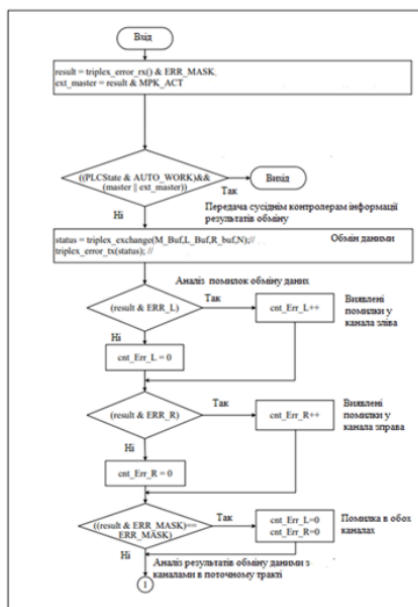 Вхід
result = triplex_error_rx() & ERR_MASK,
ext_master = result & MPK_ACT
((PLCState & AUTO_WORK)&&
(master || ext_master))
Так
Вихід
Ні
Передача сусіднім контролерам інформації
результатів обміну
status = triplex_exchange(M_Buf,L_Buf,R_buf,N);//
triplex_error_tx(status); //
Обмін даними
Аналіз помилок обміну даних
(result & ERR_L)
Так
cnt_Err_L++
Виявлені
помилки у
канала зліва
Ні
cnt_Err_L = 0
(result & ERR_R)
Так
cnt_Err_R++
Виявлені
помилки у
канала зправа
Ні
cnt_Err_R = 0
((result & ERR_MASK)==
ERR_MASK)
Так
cnt_Err_L=0
cnt_Err_R=0
Помилка в обох
каналах
Ні
Аналіз результатів обміну даними з
каналами в поточному тракті
1